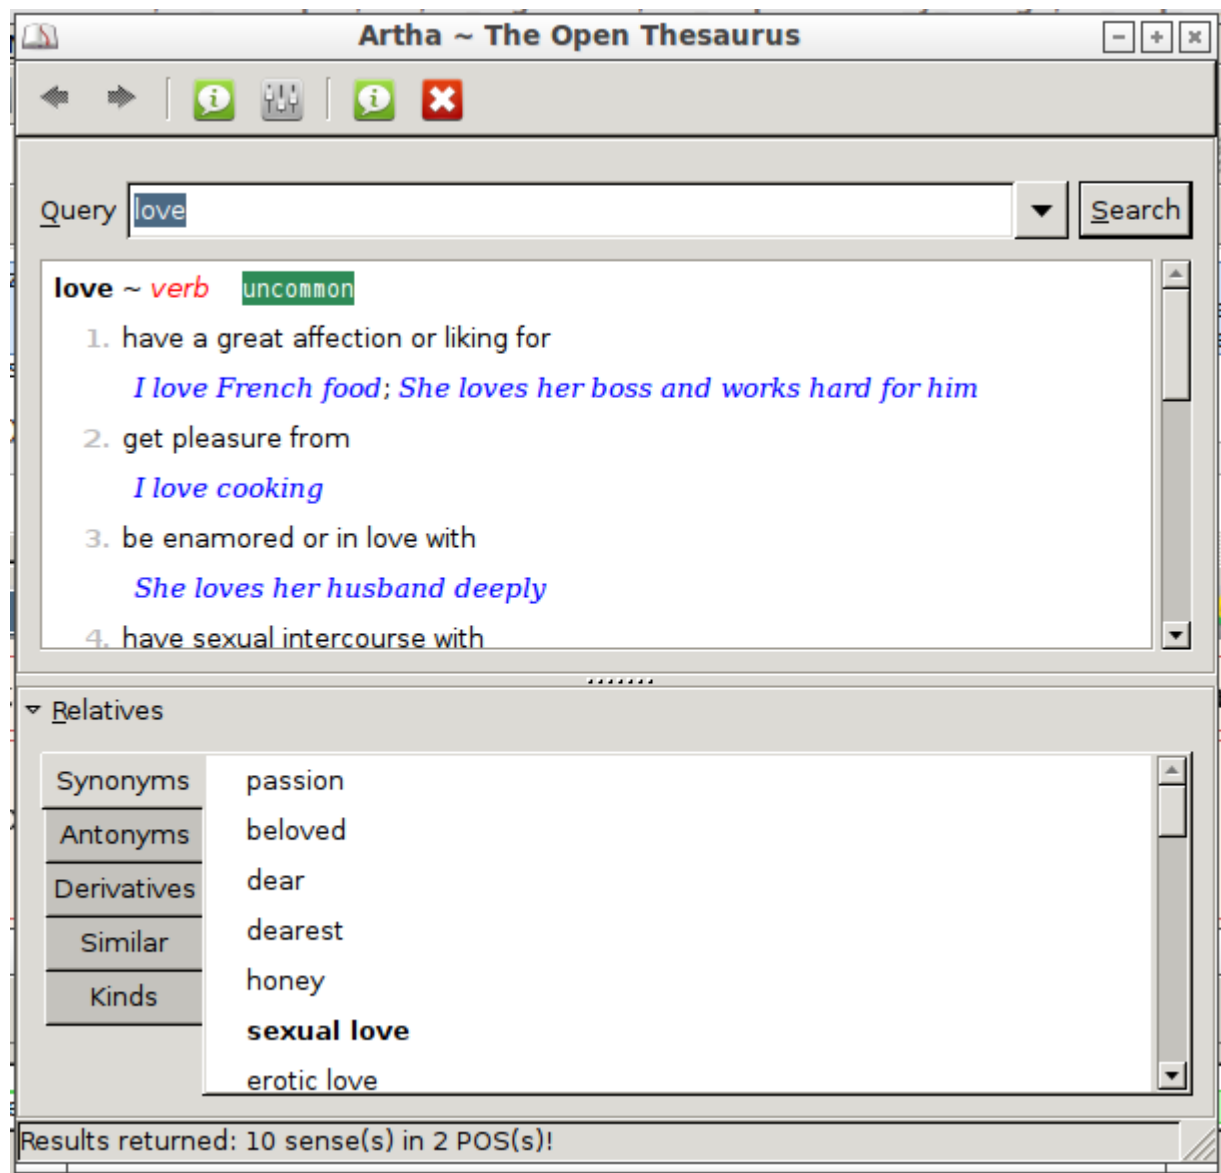 Artha ~ The Open Thesaurus
Query love Search
love ~ verb uncommon
1. have a great affection or liking for
I love French food; She loves her boss and works hard for him
2. get pleasure from
I love cooking
3. be enamored or in love with
She loves her husband deeply
4. have sexual intercourse with
Relatives
Synonyms
Antonyms
Derivatives
Similar
Kinds
passion
beloved
dear
dearest
honey
sexual love
erotic love
Results returned: 10 sense(s) in 2 POS(s)!